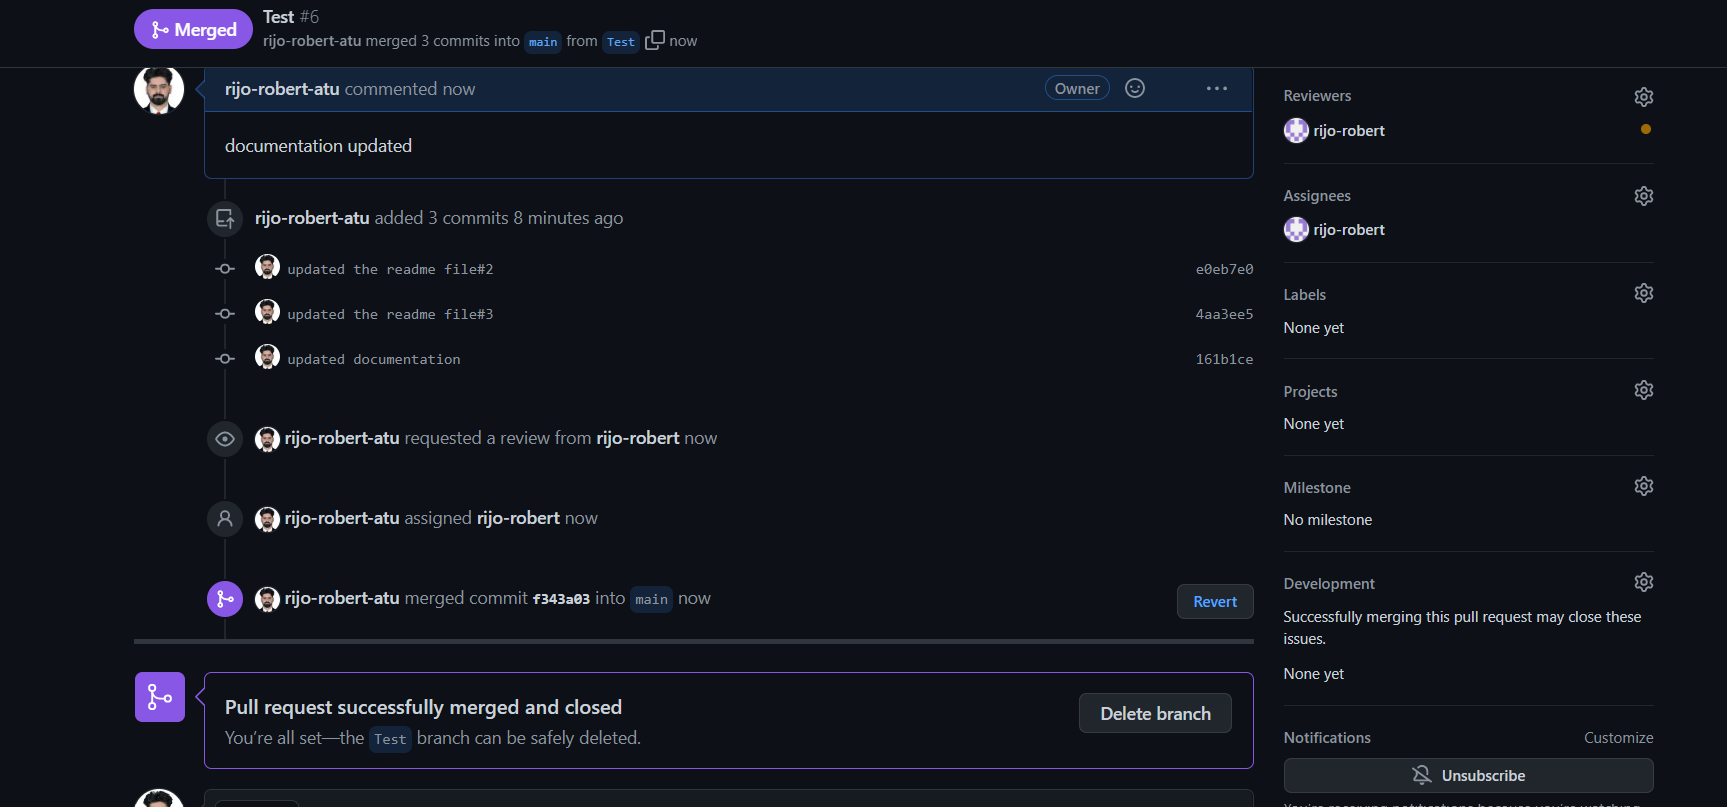 Merged
Test #6
rijo-robert-atu merged 3 commits into main from Test now
rijo-robert-atu commented now
Owner
documentation updated
rijo-robert-atu added 3 commits 8 minutes ago
updated the readme file#2 e0eb7e0
updated the readme file#3 4aa3ee5
updated documentation 161b1ce
rijo-robert-atu requested a review from rijo-robert now
rijo-robert-atu assigned rijo-robert now
rijo-robert-atu merged commit f343a03 into main now
Revert
Pull request successfully merged and closed
You're all set—the Test branch can be safely deleted.
Delete branch
Reviewers
rijo-robert
Assignees
rijo-robert
Labels
None yet
Projects
None yet
Milestone
No milestone
Development
Successfully merging this pull request may close these
issues.
None yet
Notifications
Customize
Unsubscribe